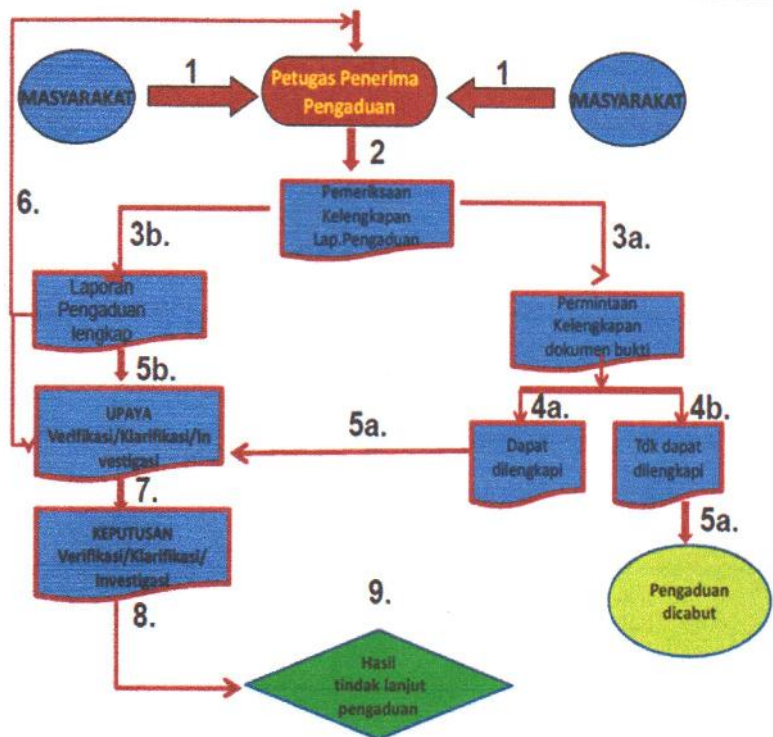 MASYARAKAT
1
Petugas Penerima
Pengaduan
1
MASYARAKAT
2
Pemeriksaan
Kelengkapan
Lap.Pengaduan
6.
3b.
3a.
Laporan
Pengaduan
lengkap
Permintaan
Kelengkapan
dokumen bukti
5b.
4a.
4b.
UPAYA
Verifikasi/Klarifikasi/In
vestigasi
5a.
Dapat
dilengkapi
Tdk dapat
dilengkapi
7.
5a.
KEPUTUSAN
Verifikasi/Klarifikasi/
Investigasi
Pengaduan
dicabut
8.
9.
Hasil
tindak lanjut
pengaduan